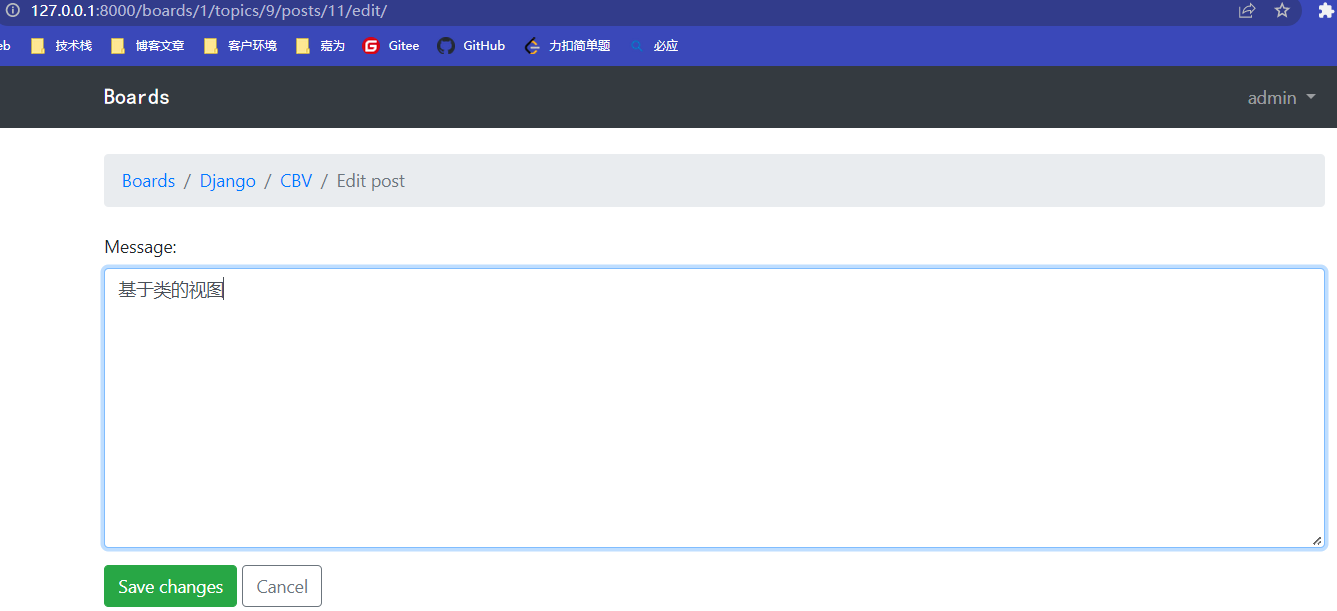 127.0.0.1:8000/boards/1/topics/9/posts/11/edit/
eb 技术栈 博客文章 客户环境 嘉为 Gitee GitHub 力扣简单题 必应
Boards admin
Boards / Django / CBV / Edit post
Message:
基于类的视图
Save changes Cancel